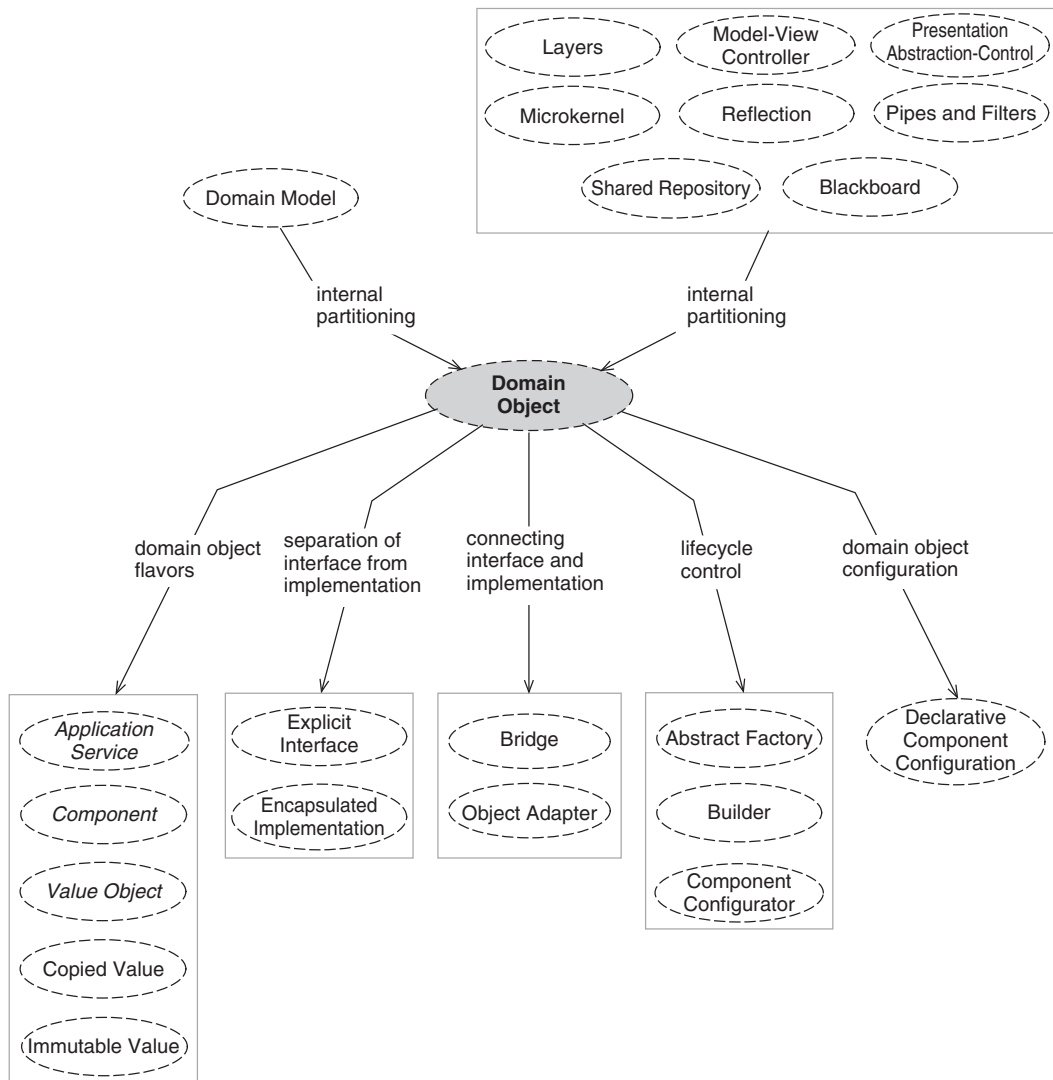 Layers
Model-View
Controller
Presentation
Abstraction-Control
Microkernel
Reflection
Pipes and Filters
Shared Repository
Blackboard
Domain Model
internal
partitioning
internal
partitioning
Domain
Object
domain object
flavors
separation of
interface from
implementation
connecting
interface and
implementation
lifecycle
control
domain object
configuration
Application
Service
Component
Value Object
Copied Value
Immutable Value
Explicit
Interface
Encapsulated
Implementation
Bridge
Object Adapter
Abstract Factory
Builder
Component
Configurator
Declarative
Component
Configuration